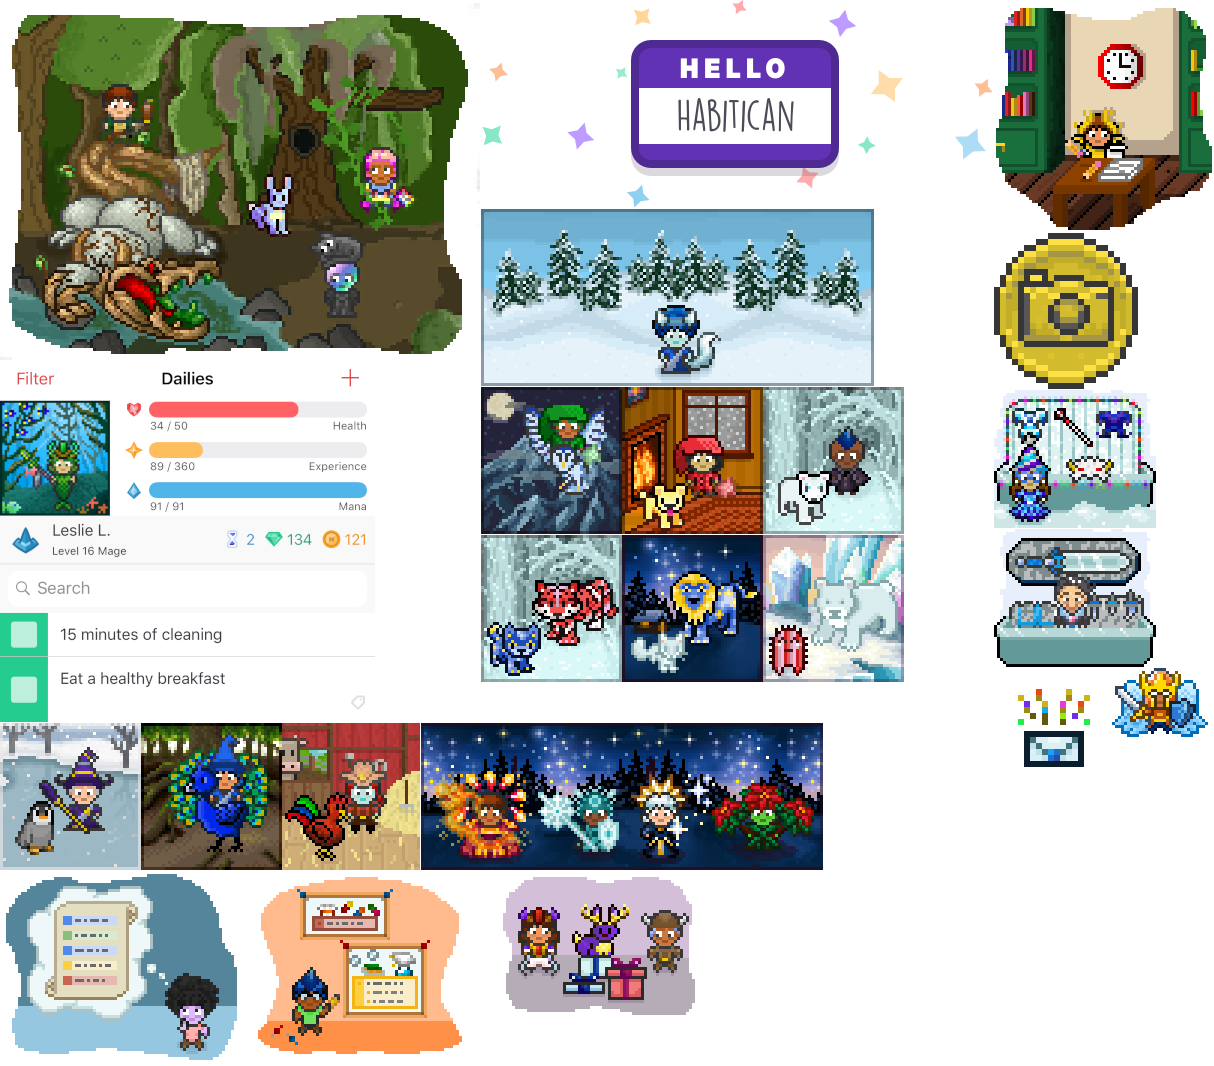 HELLO
HABITICAN
Filter
Dailies
34 / 50
Health
89 / 360
Experience
91 / 91
Mana
Leslie L.
Level 16 Mage
2
134
121
Search
15 minutes of cleaning
Eat a healthy breakfast